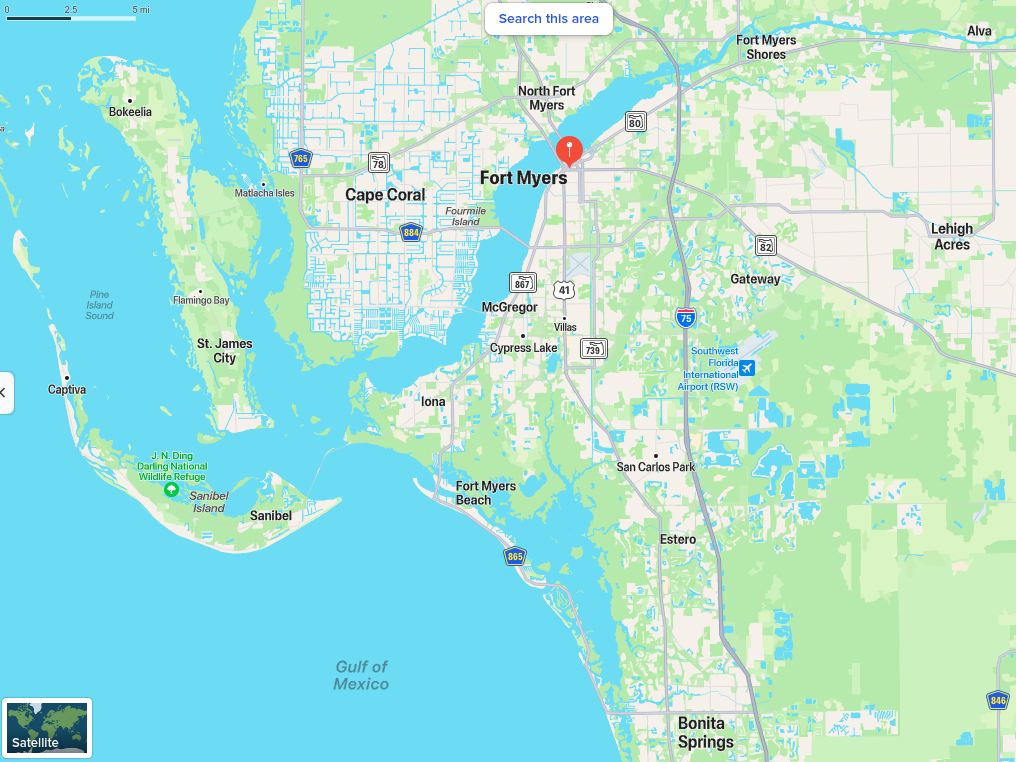 0 2.5 5 mi
Search this area
Alva
Fort Myers
Shores
Bokeelia
North Fort
Myers
80
765
78
Fort Myers
Matlacha Isles
Cape Coral
Fourmile
Island
884
Lehigh
Acres
82
Gateway
867
41
Pine
Island
Sound
Flamingo Bay
McGregor
75
Villas
St. James
City
Cypress Lake
739
Southwest
Florida
International
Airport (RSW)
Captiva
Iona
J. N. Ding
Darling National
Wildlife Refuge
San Carlos Park
Sanibel
Island
Fort Myers
Beach
Sanibel
Estero
865
Gulf of
Mexico
846
Bonita
Springs
Satellite